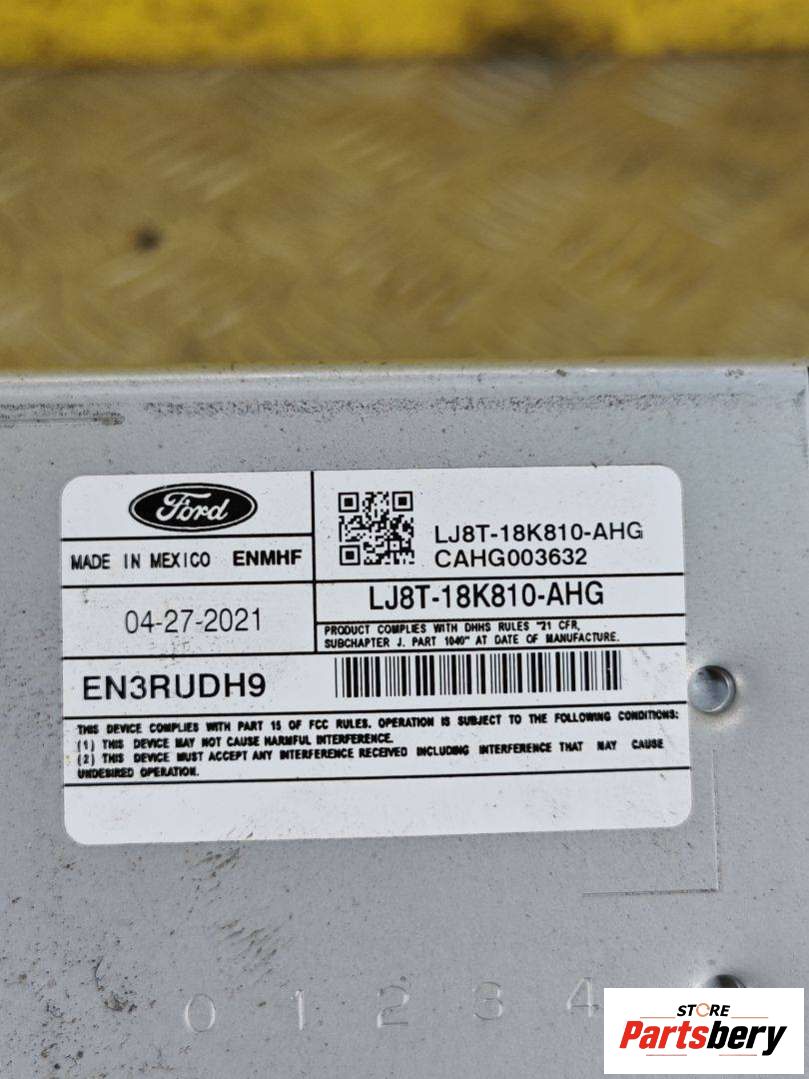 Ford
MADE IN MEXICO ENMHF
LJ8T-18K810-AHG
CAHG003632
04-27-2021
LJ8T-18K810-AHG
PRODUCT COMPLIES WITH DHHS RULES "21 CFR,
SUBCHAPTER J. PART 1040" AT DATE OF MANUFACTURE.
EN3RUDH9
THIS DEVICE COMPLIES WITH PART 15 OF FCC RULES. OPERATION IS SUBJECT TO THE FOLLOWING CONDITIONS:
(1) THIS DEVICE MAY NOT CAUSE HARMFUL INTERFERENCE.
(2) THIS DEVICE MUST ACCEPT ANY INTERFERENCE RECEIVED INCLUDING INTERFERENCE THAT MAY CAUSE
UNDESIRED OPERATION.
0 1 2 3 4
STORE
Partsbery